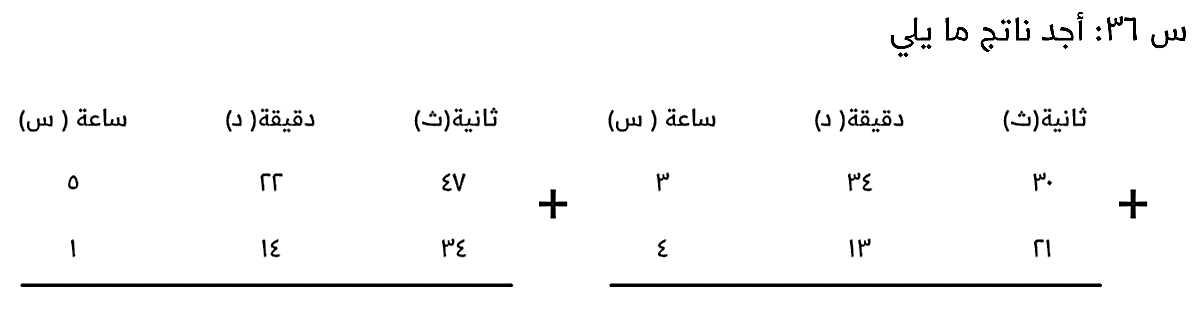 س ٣٦: أجد ناتج ما يلي
ثانية(ث) دقيقة( د) ساعة ( س) ثانية(ث) دقيقة( د) ساعة ( س)
٣٠ ٣٤ ٣ ٤٧ ٢٢ ٥
+ +
٢١ ١٣ ٤ ٣٤ ١٤ ١